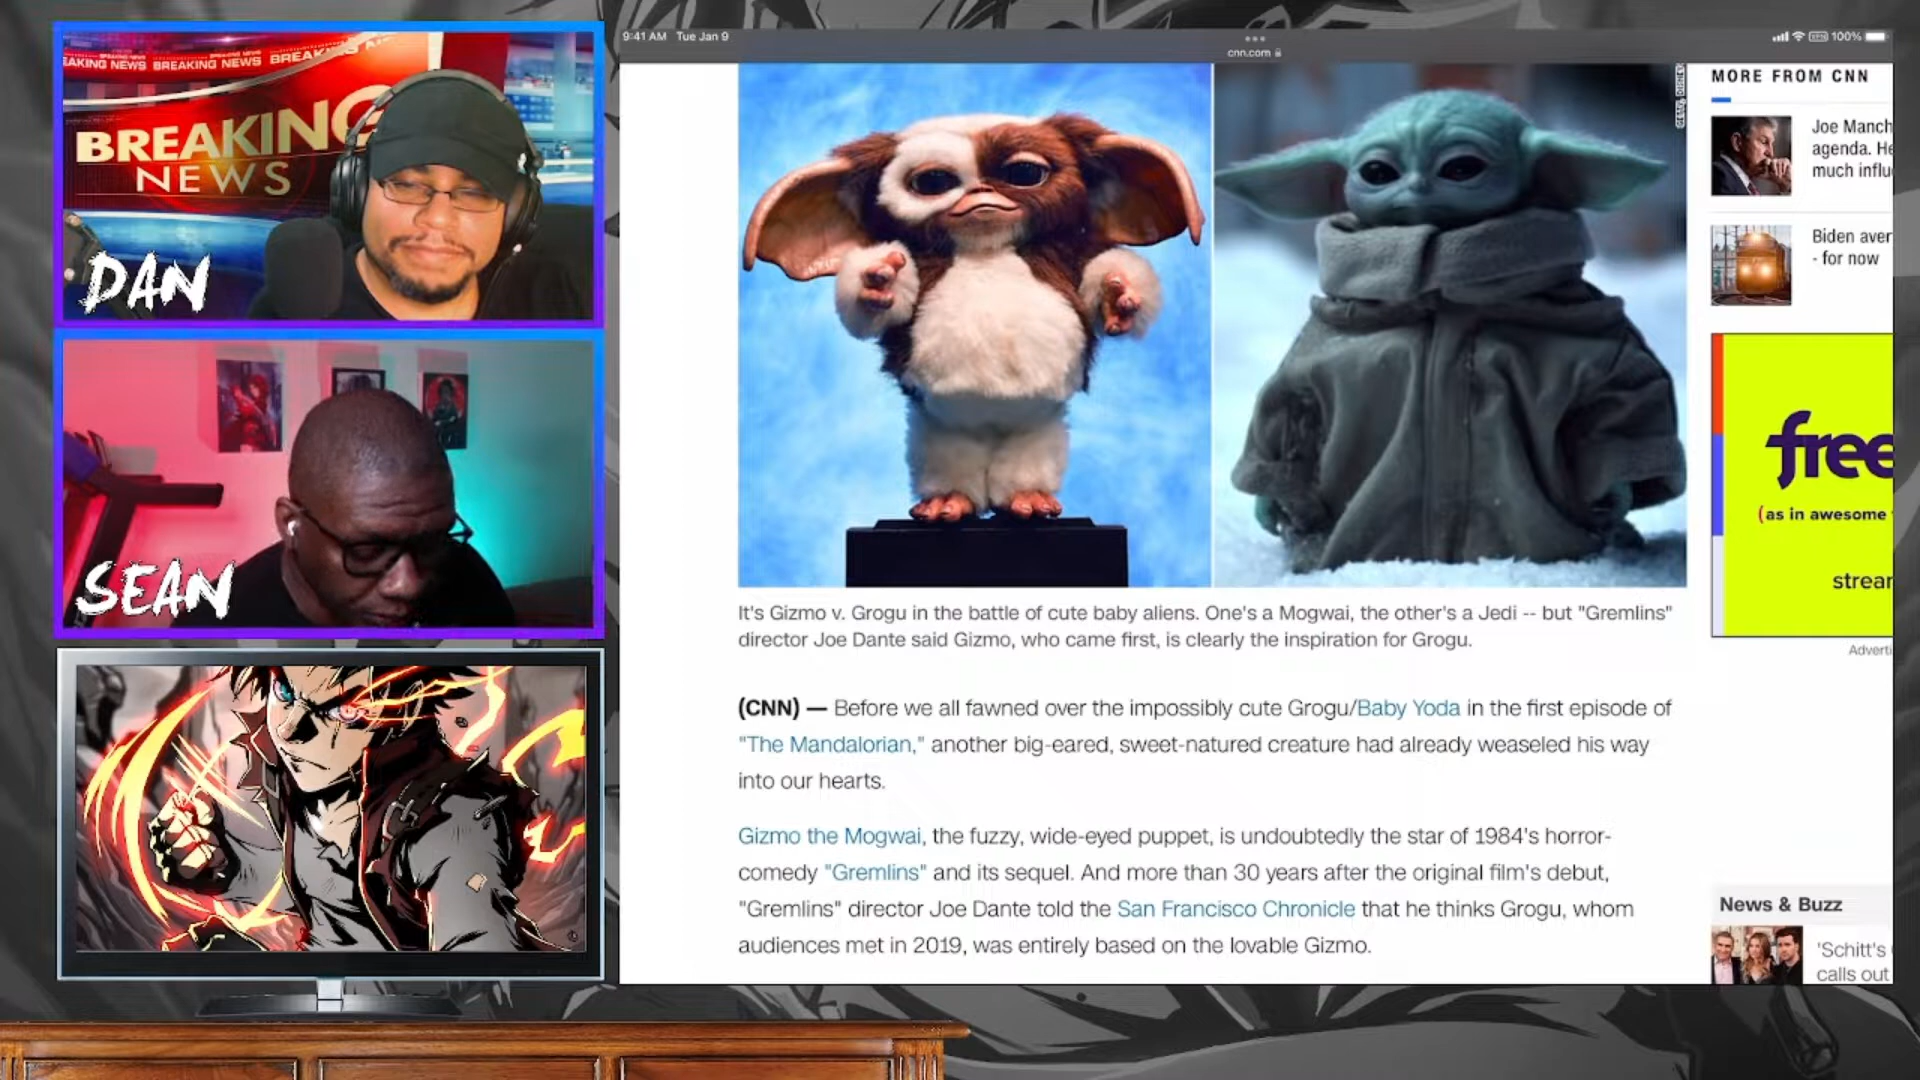 BREAKING NEWS BREAKING NEWS
BREAKING
NEWS
DAN
SEAN
9:41 AM Tue Jan 9
cnn.com
100%
It's Gizmo v. Grogu in the battle of cute baby aliens. One's a Mogwai, the other's a Jedi -- but "Gremlins"
director Joe Dante said Gizmo, who came first, is clearly the inspiration for Grogu.
(CNN) — Before we all fawned over the impossibly cute Grogu/Baby Yoda in the first episode of
"The Mandalorian," another big-eared, sweet-natured creature had already weaseled his way
into our hearts.
Gizmo the Mogwai, the fuzzy, wide-eyed puppet, is undoubtedly the star of 1984's horror-
comedy "Gremlins" and its sequel. And more than 30 years after the original film's debut,
"Gremlins" director Joe Dante told the San Francisco Chronicle that he thinks Grogu, whom
audiences met in 2019, was entirely based on the lovable Gizmo.
MORE FROM CNN
Joe Manch
agenda. He
much influ
Biden aver
- for now
free
(as in awesome
strear
Adverti
News & Buzz
'Schitt's
calls out